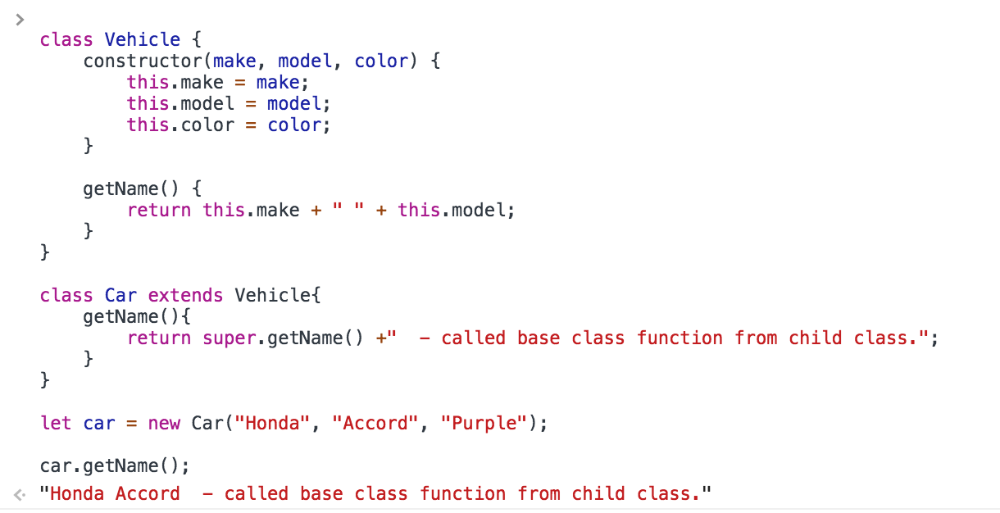 >
class Vehicle {
    constructor(make, model, color) {
        this.make = make;
        this.model = model;
        this.color = color;
    }

    getName() {
        return this.make + " " + this.model;
    }
}

class Car extends Vehicle{
    getName(){
        return super.getName() +"  – called base class function from child class.";
    }
}

let car = new Car("Honda", "Accord", "Purple");

car.getName();
"Honda Accord  – called base class function from child class."